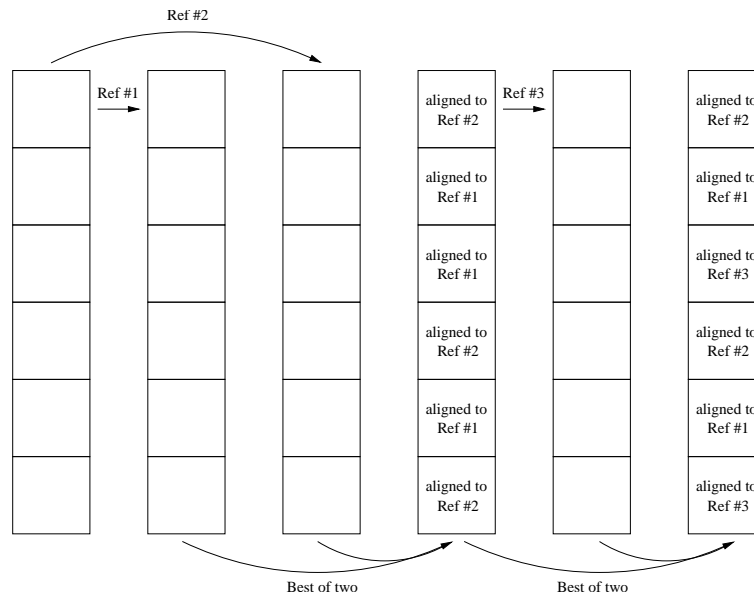 Ref #2
Ref #1
Ref #3
aligned to
Ref #2
aligned to
Ref #1
aligned to
Ref #1
aligned to
Ref #2
aligned to
Ref #1
aligned to
Ref #2
aligned to
Ref #2
aligned to
Ref #1
aligned to
Ref #3
aligned to
Ref #2
aligned to
Ref #1
aligned to
Ref #3
Best of two
Best of two